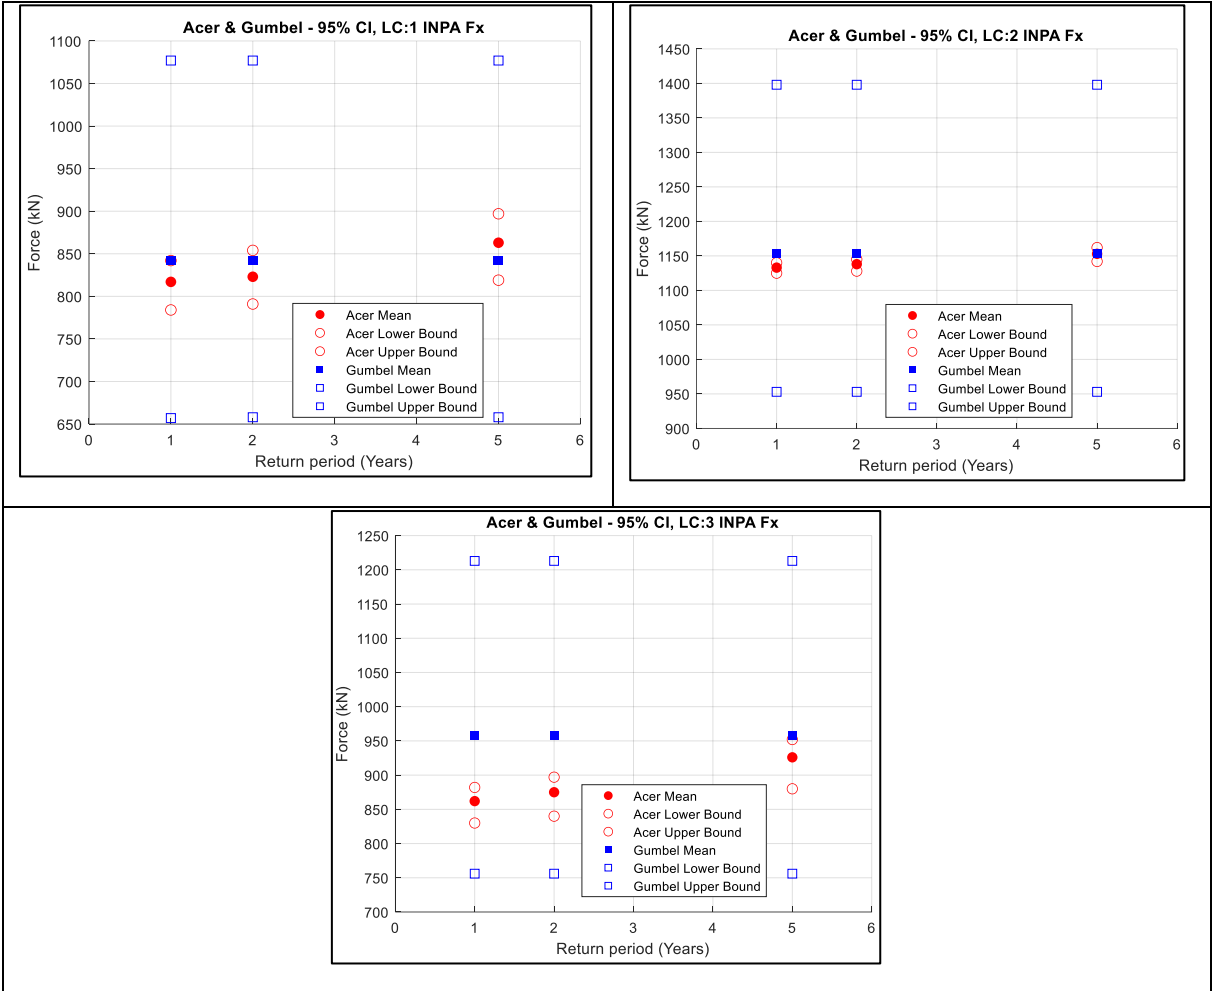 Acer & Gumbel - 95% CI, LC:1 INPA Fx
1100
1050
1000
950
900
850
800
750
700
650
Force (kN)
Acer Mean
Acer Lower Bound
Acer Upper Bound
Gumbel Mean
Gumbel Lower Bound
Gumbel Upper Bound
0 1 2 3 4 5 6
Return period (Years)
Acer & Gumbel - 95% CI, LC:2 INPA Fx
1450
1400
1350
1300
1250
1200
1150
1100
1050
1000
950
900
Force (kN)
Acer Mean
Acer Lower Bound
Acer Upper Bound
Gumbel Mean
Gumbel Lower Bound
Gumbel Upper Bound
0 1 2 3 4 5 6
Return period (Years)
Acer & Gumbel - 95% CI, LC:3 INPA Fx
1250
1200
1150
1100
1050
1000
950
900
850
800
750
700
Force (kN)
Acer Mean
Acer Lower Bound
Acer Upper Bound
Gumbel Mean
Gumbel Lower Bound
Gumbel Upper Bound
0 1 2 3 4 5 6
Return period (Years)